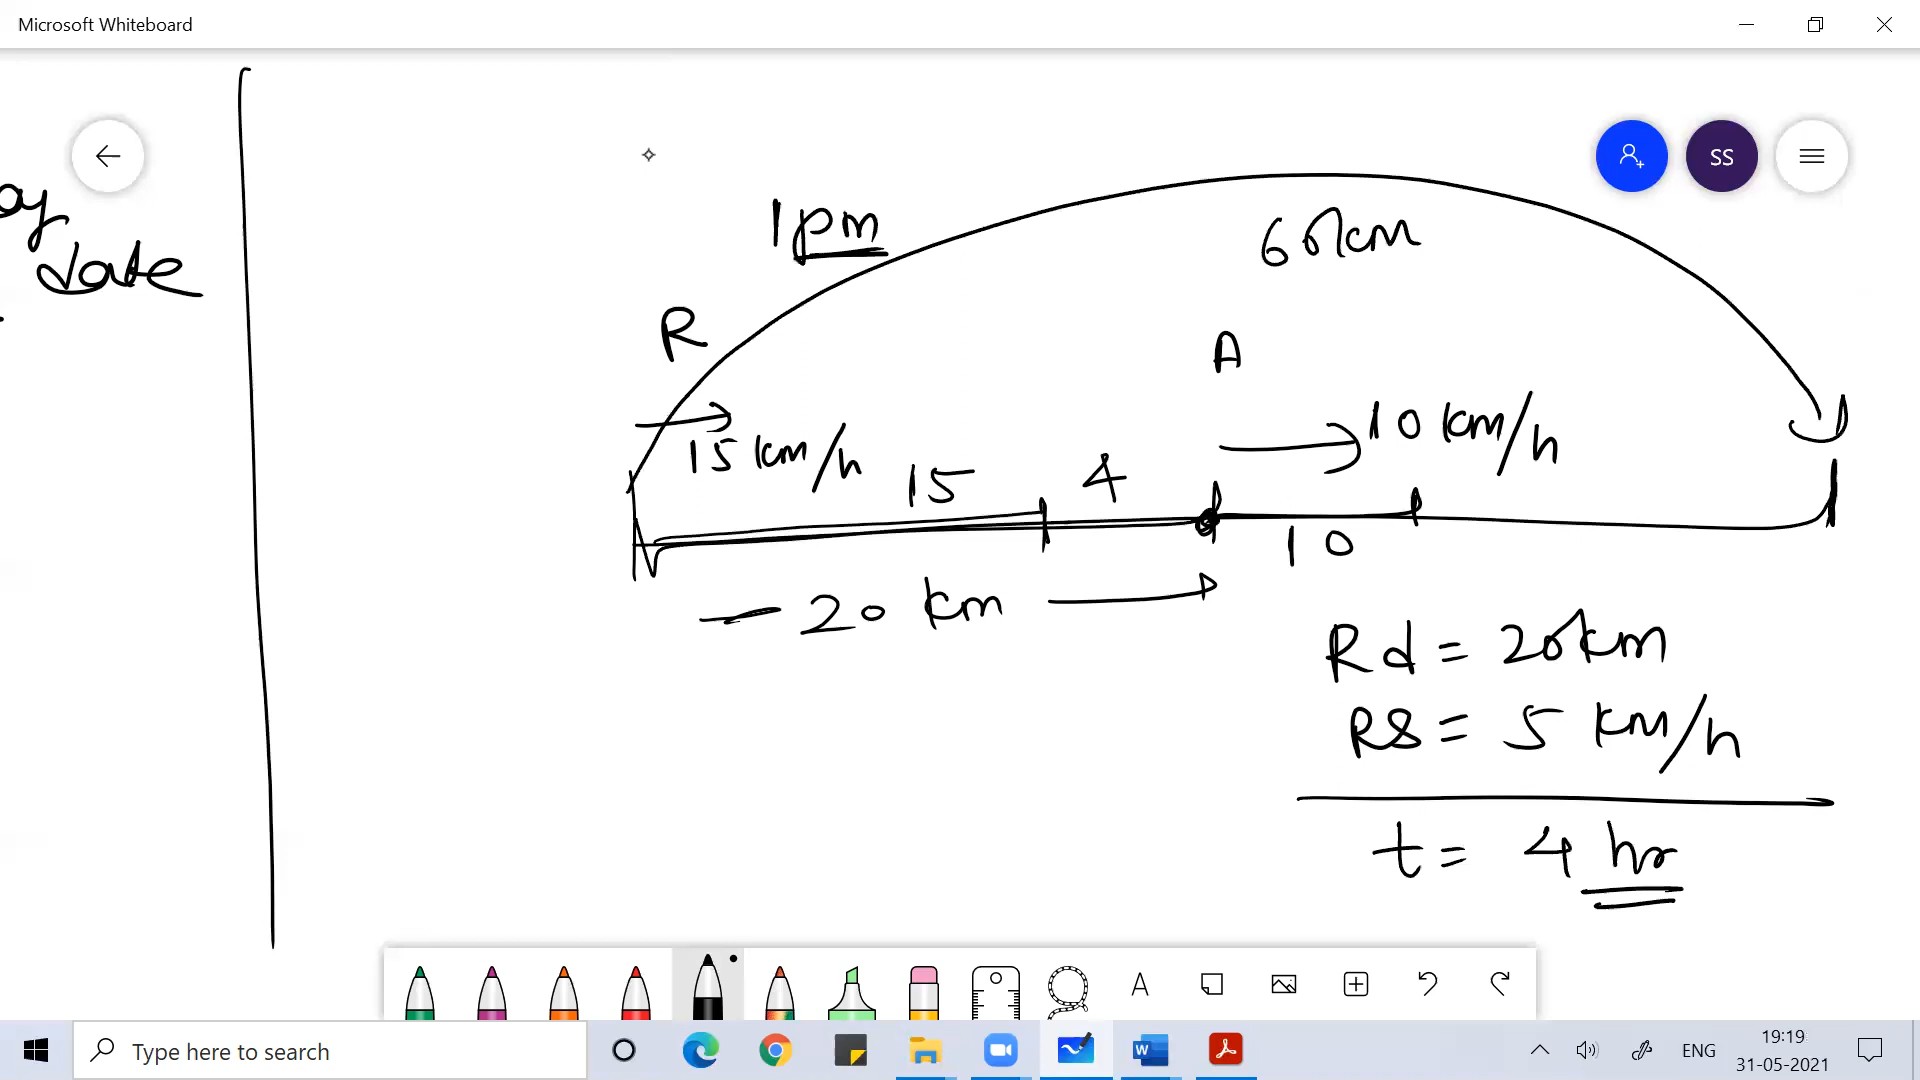 Microsoft Whiteboard
SS
1pm
60km
date
R
A
10 km/h
15 km/h
15
4
10
20 km
Rd = 20km
RS = 5 km/h
t = 4 hr
A
Type here to search
ENG
19:19
31-05-2021